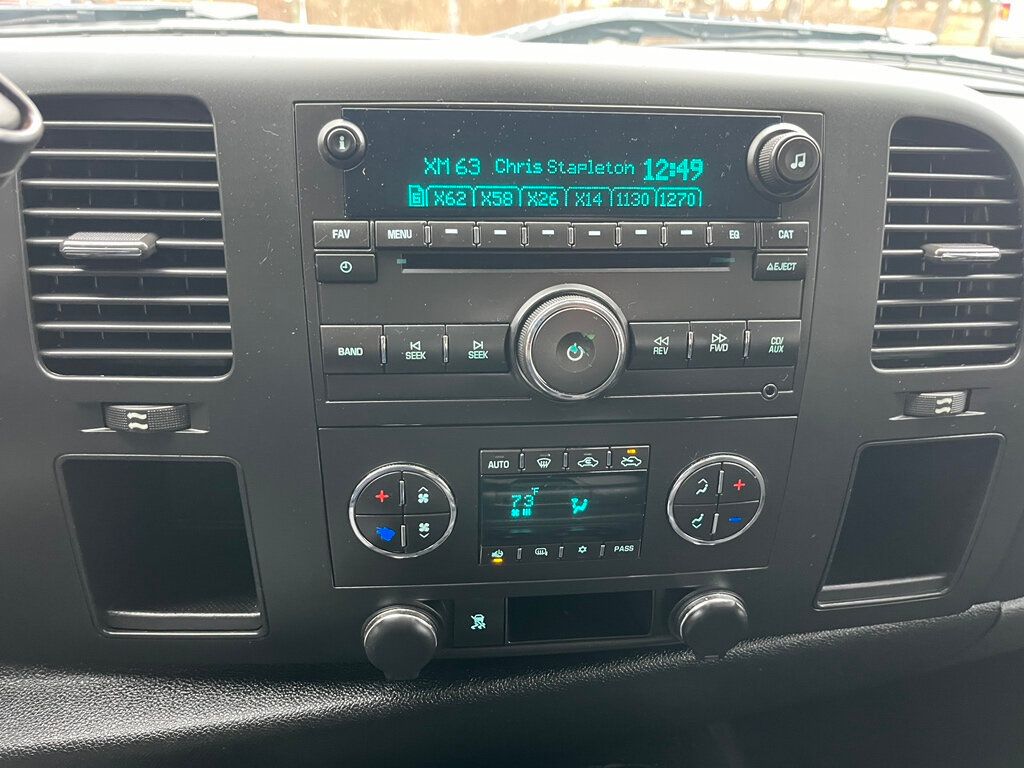 i
XM 63 Chris Stapleton 12:49
X62 X58 X26 X14 1130 1270
FAV MENU EQ CAT
EJECT
BAND SEEK SEEK REV FWD CD/AUX
AUTO
73°F
PASS